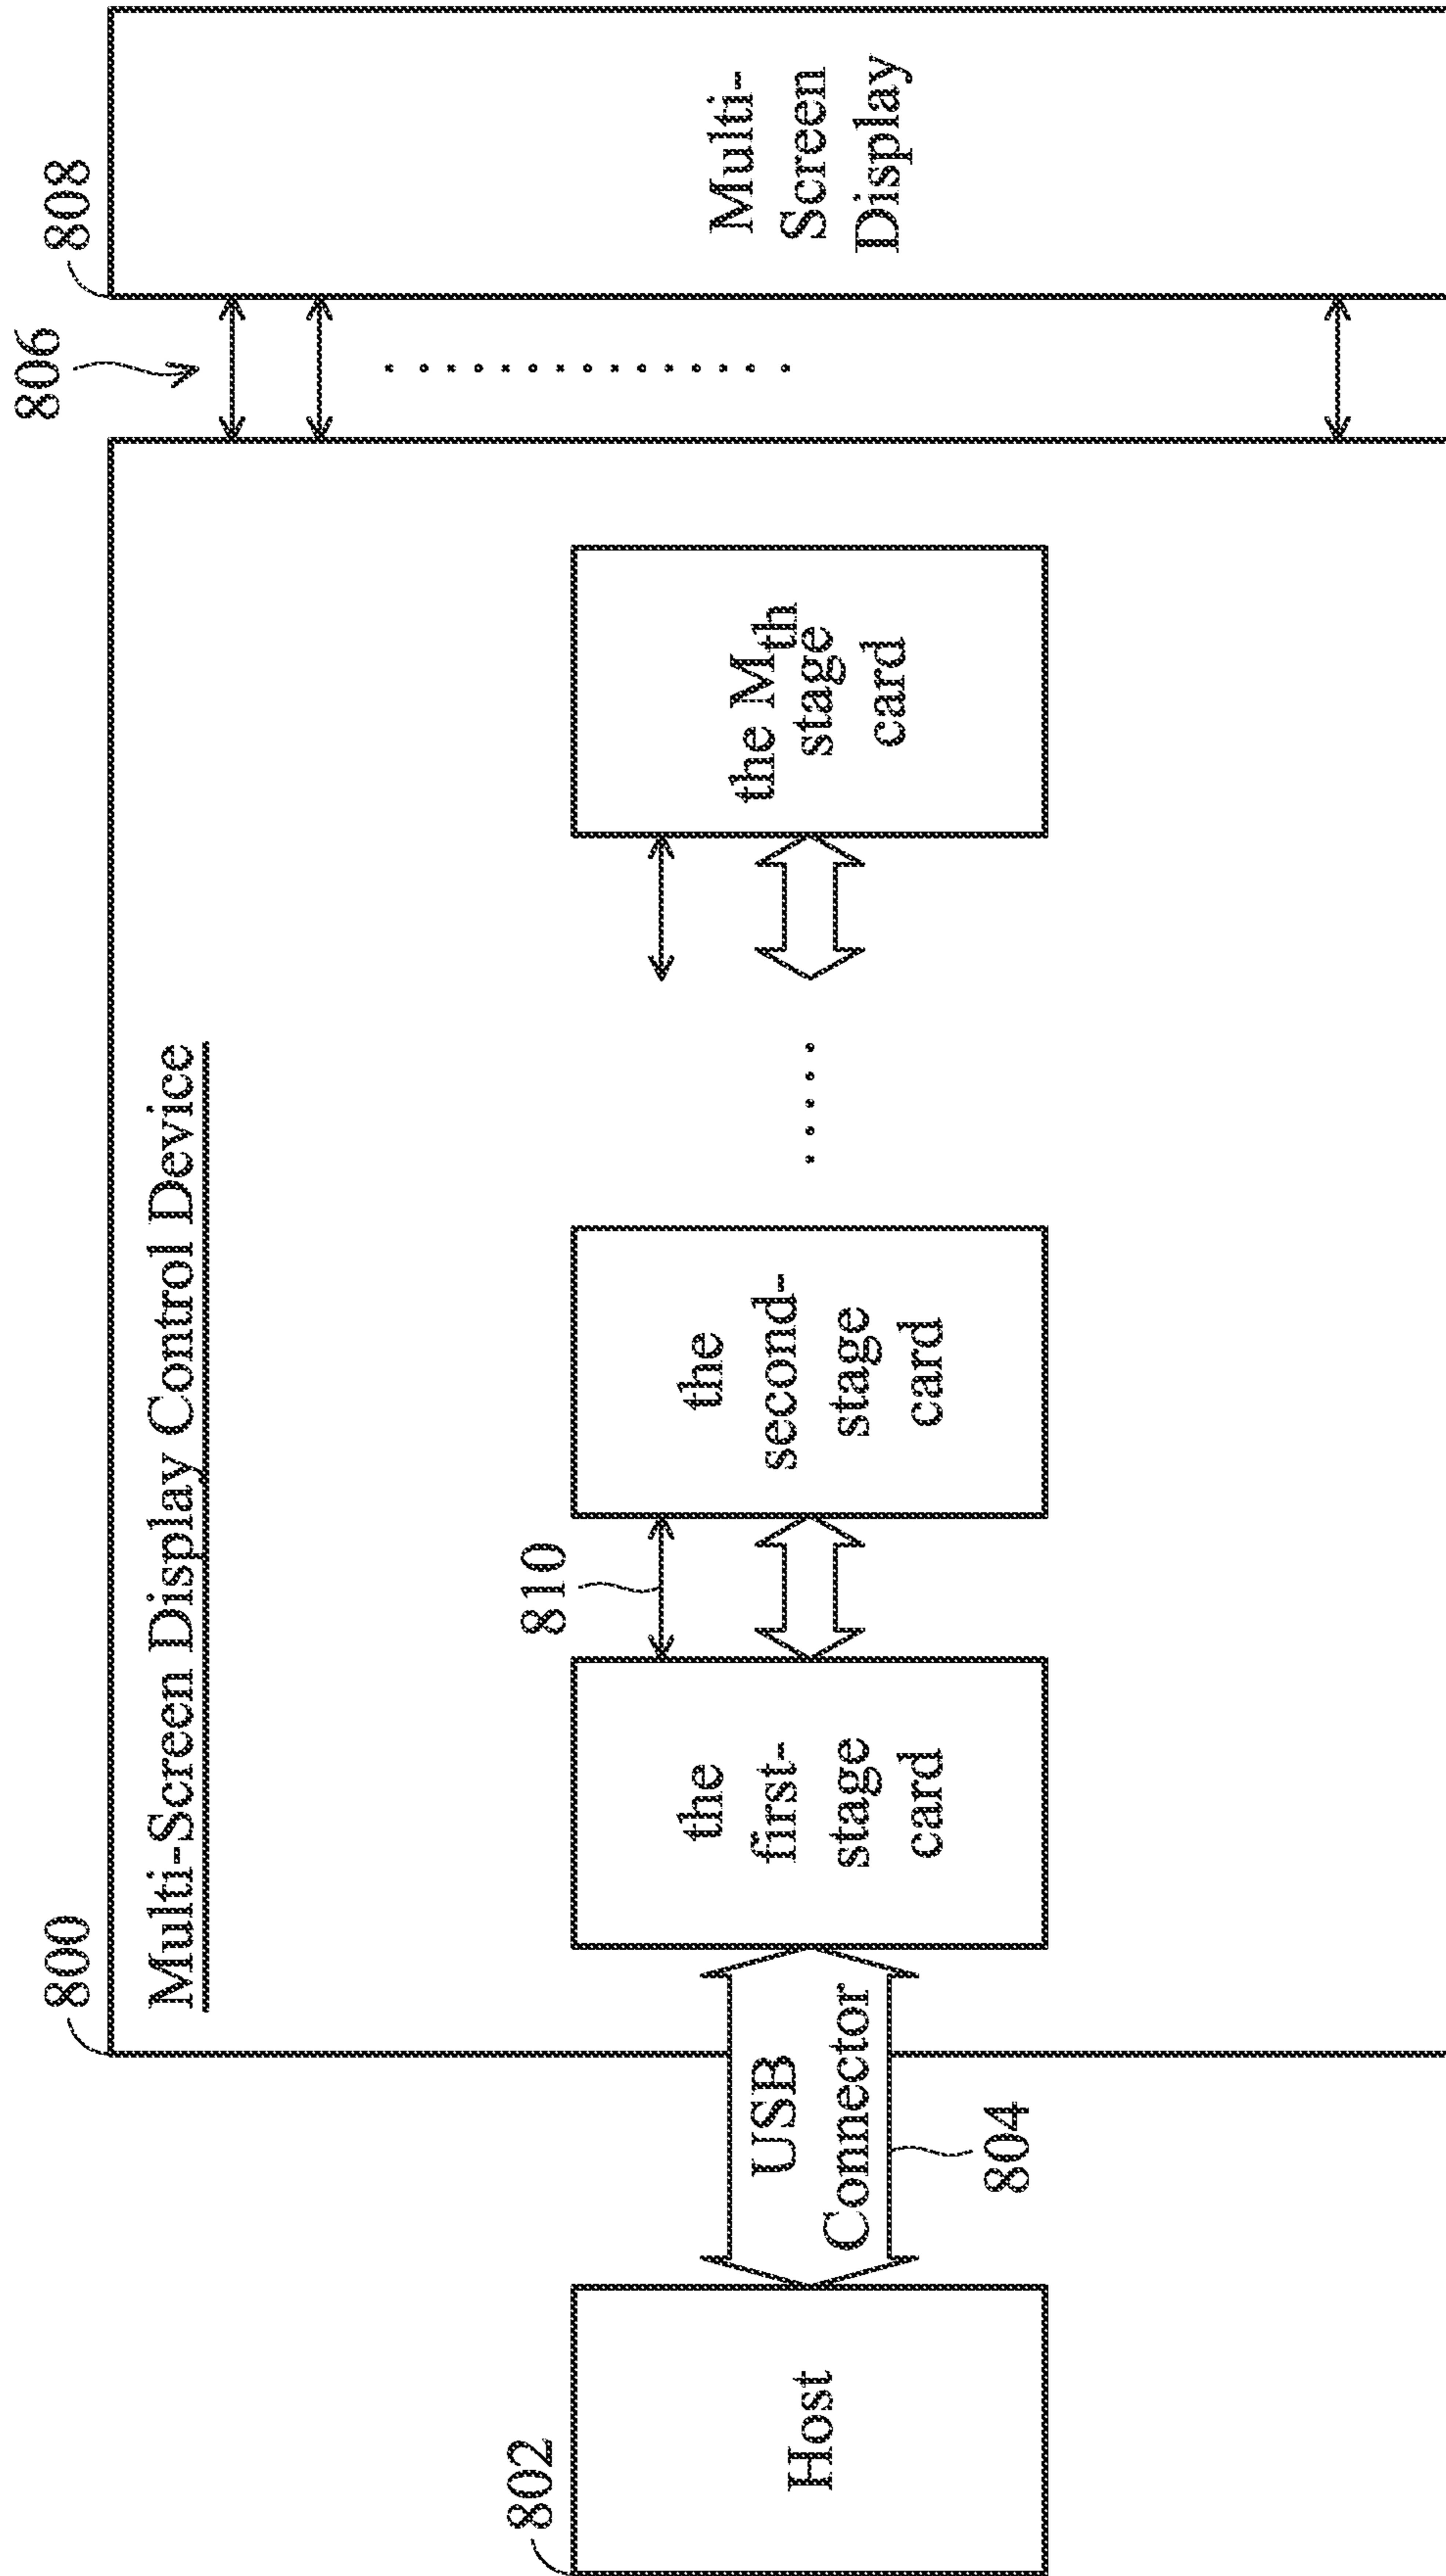 800
Multi-Screen Display Control Device
802
Host
USB
Connector
804
the
first-
stage
card
810
the
second-
stage
card
the Mth
stage
card
806
808
Multi-
Screen
Display